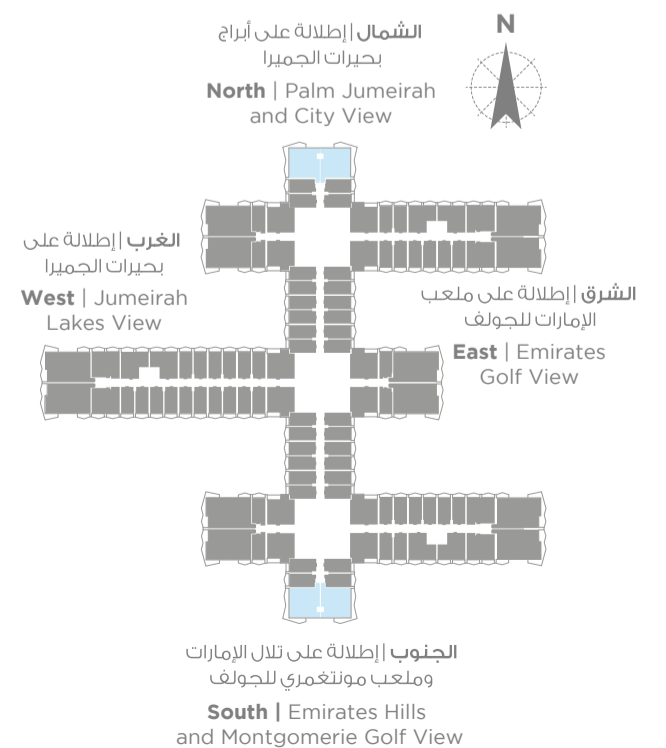 الشمال | إطلالة على أبراج
بحيرات الجميرا
North | Palm Jumeirah
and City View
N
الغرب | إطلالة على
بحيرات الجميرا
West | Jumeirah
Lakes View
الشرق | إطلالة على ملعب
الإمارات للجولف
East | Emirates
Golf View
الجنوب | إطلالة على تلال الإمارات
وملعب مونتغمري للجولف
South | Emirates Hills
and Montgomerie Golf View